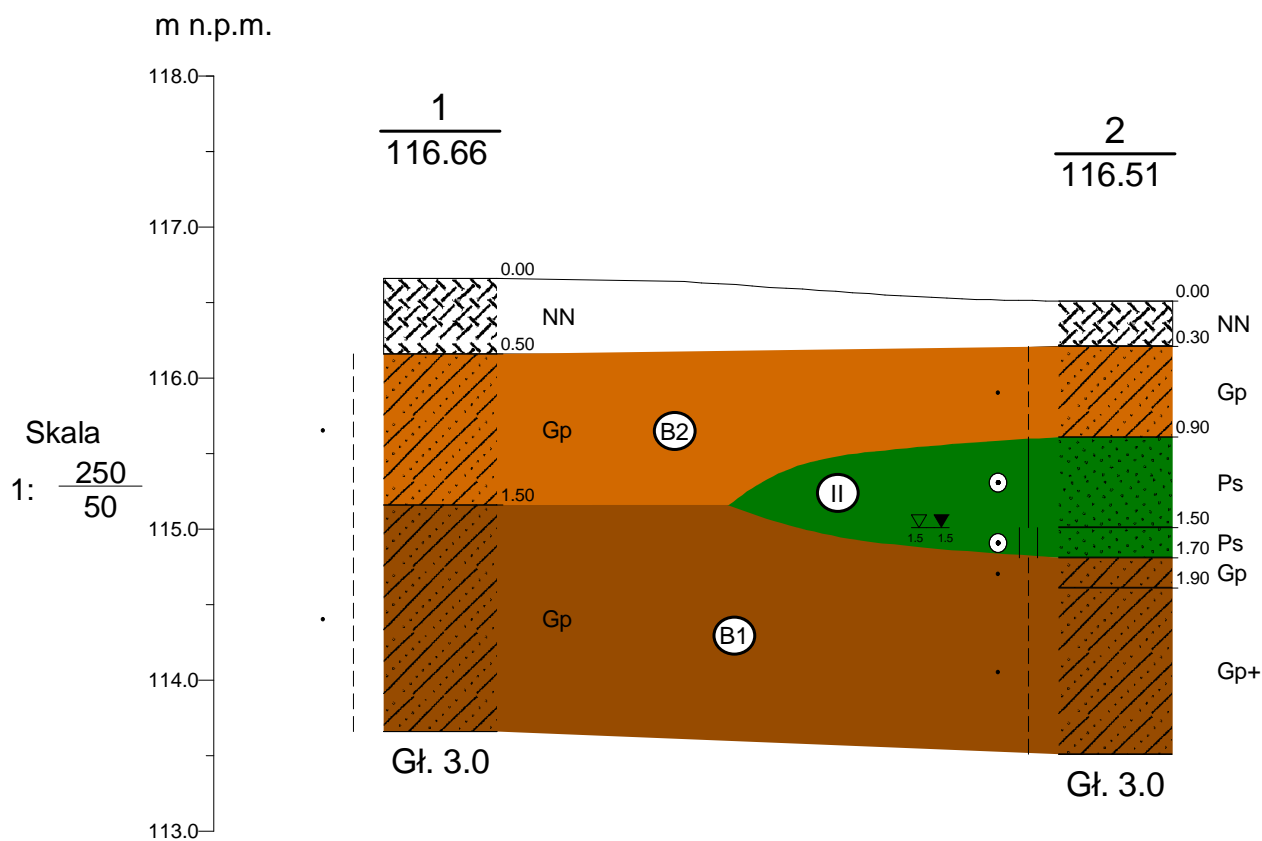 m n.p.m.
118.0
1
116.66
2
116.51
117.0
0.00
0.00
NN
NN
0.30
0.50
116.0
Gp
Skala
1: 250
50
Gp
B2
0.90
Ps
II
1.50
1.50
115.0
1.5 1.5
Ps
1.70
Gp
1.90
Gp
B1
Gp+
114.0
Gł. 3.0
Gł. 3.0
113.0